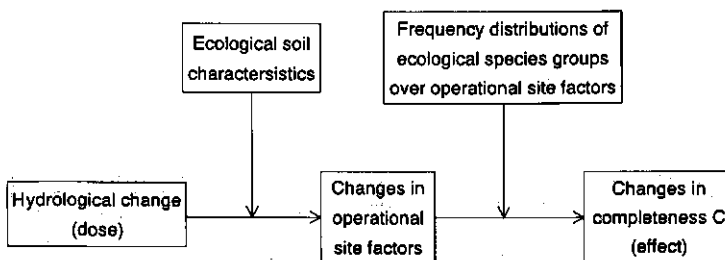 Ecological soil
charactersistics
Frequency distributions of
ecological species groups
over operational site factors
Hydrological change
(dose)
Changes in
operational
site factors
Changes in
completeness C
(effect)